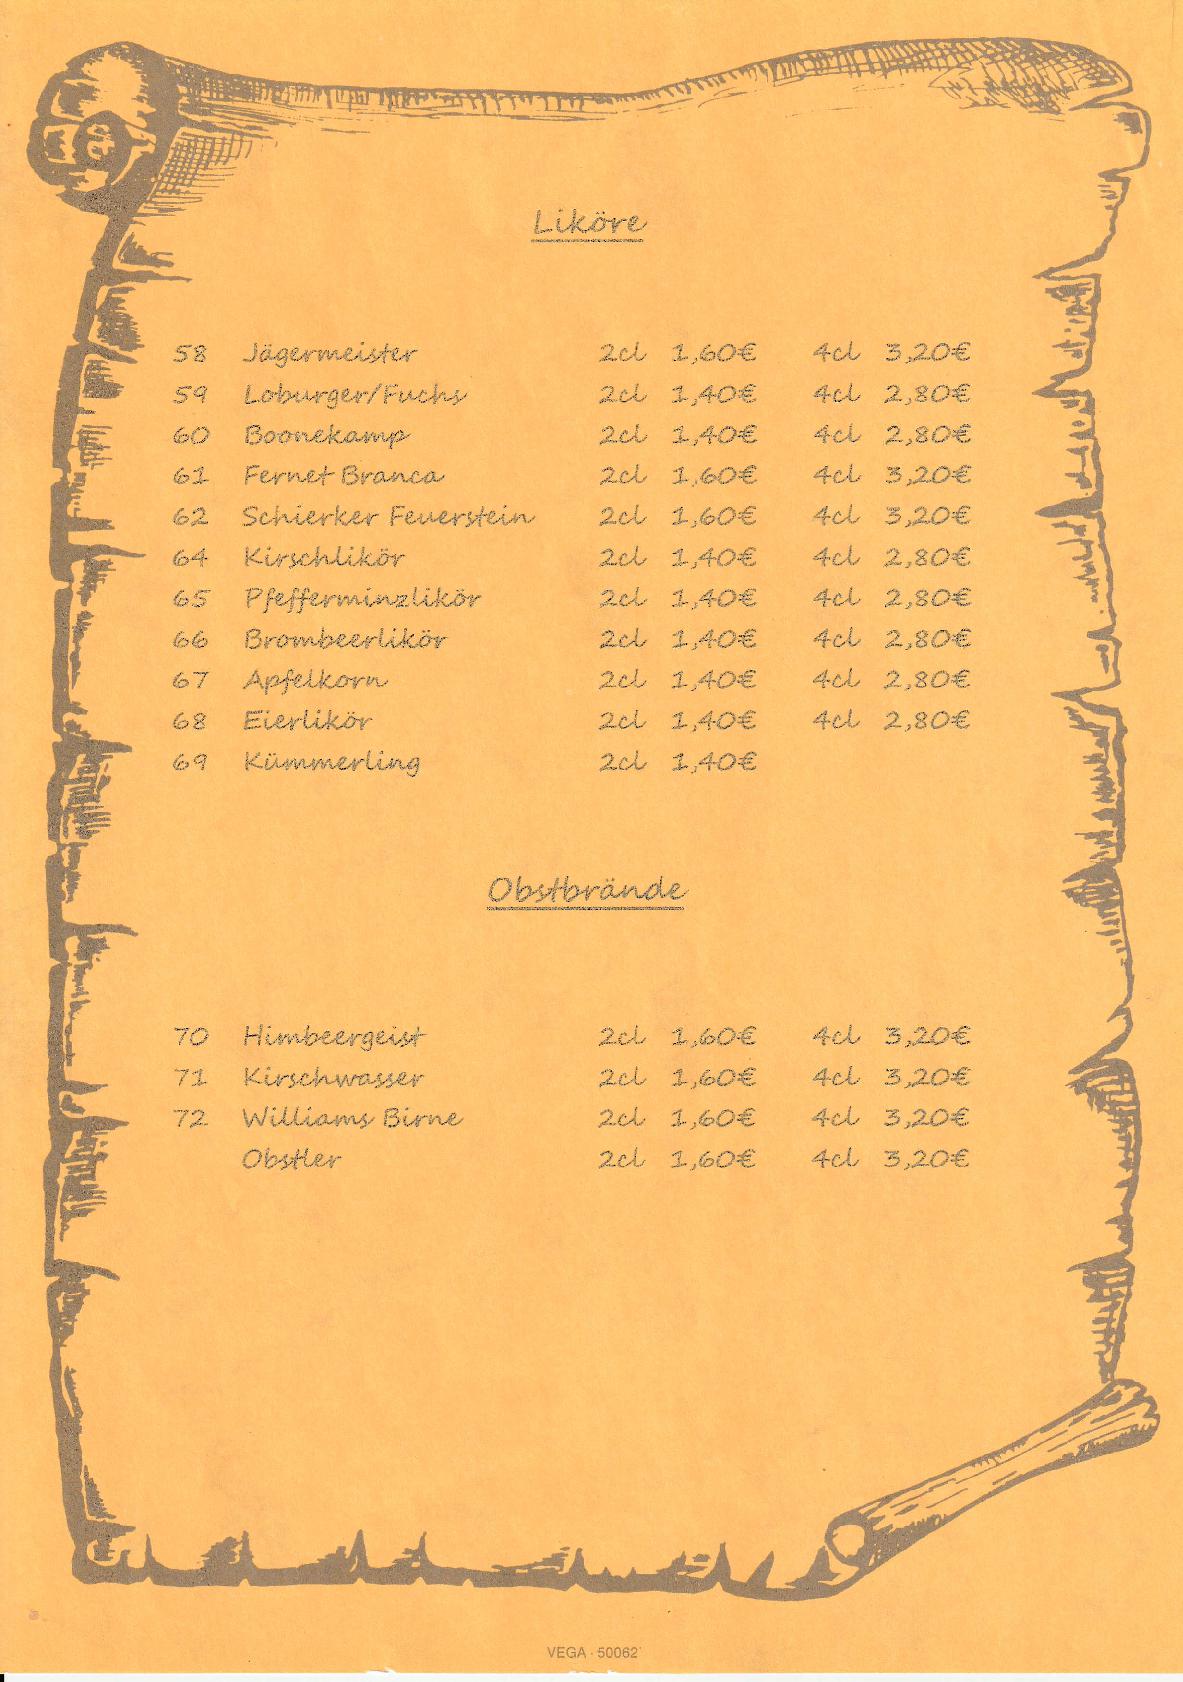 Liköre
58 Jägermeister 2cl 1,60€ 4cl 3,20€
59 Loburger/Fuchs 2cl 1,40€ 4cl 2,80€
60 Boonekamp 2cl 1,40€ 4cl 2,80€
61 Fernet Branca 2cl 1,60€ 4cl 3,20€
62 Schierker Feuerstein 2cl 1,60€ 4cl 3,20€
64 Kirschlikör 2cl 1,40€ 4cl 2,80€
65 Pfefferminzlikör 2cl 1,40€ 4cl 2,80€
66 Brombeerlikör 2cl 1,40€ 4cl 2,80€
67 Apfelkorn 2cl 1,40€ 4cl 2,80€
68 Eierlikör 2cl 1,40€ 4cl 2,80€
69 Kümmerling 2cl 1,40€
Obstbrände
70 Himbeergeist 2cl 1,60€ 4cl 3,20€
71 Kirschwasser 2cl 1,60€ 4cl 3,20€
72 Williams Birne 2cl 1,60€ 4cl 3,20€
Obstler 2cl 1,60€ 4cl 3,20€
VEGA · 50062